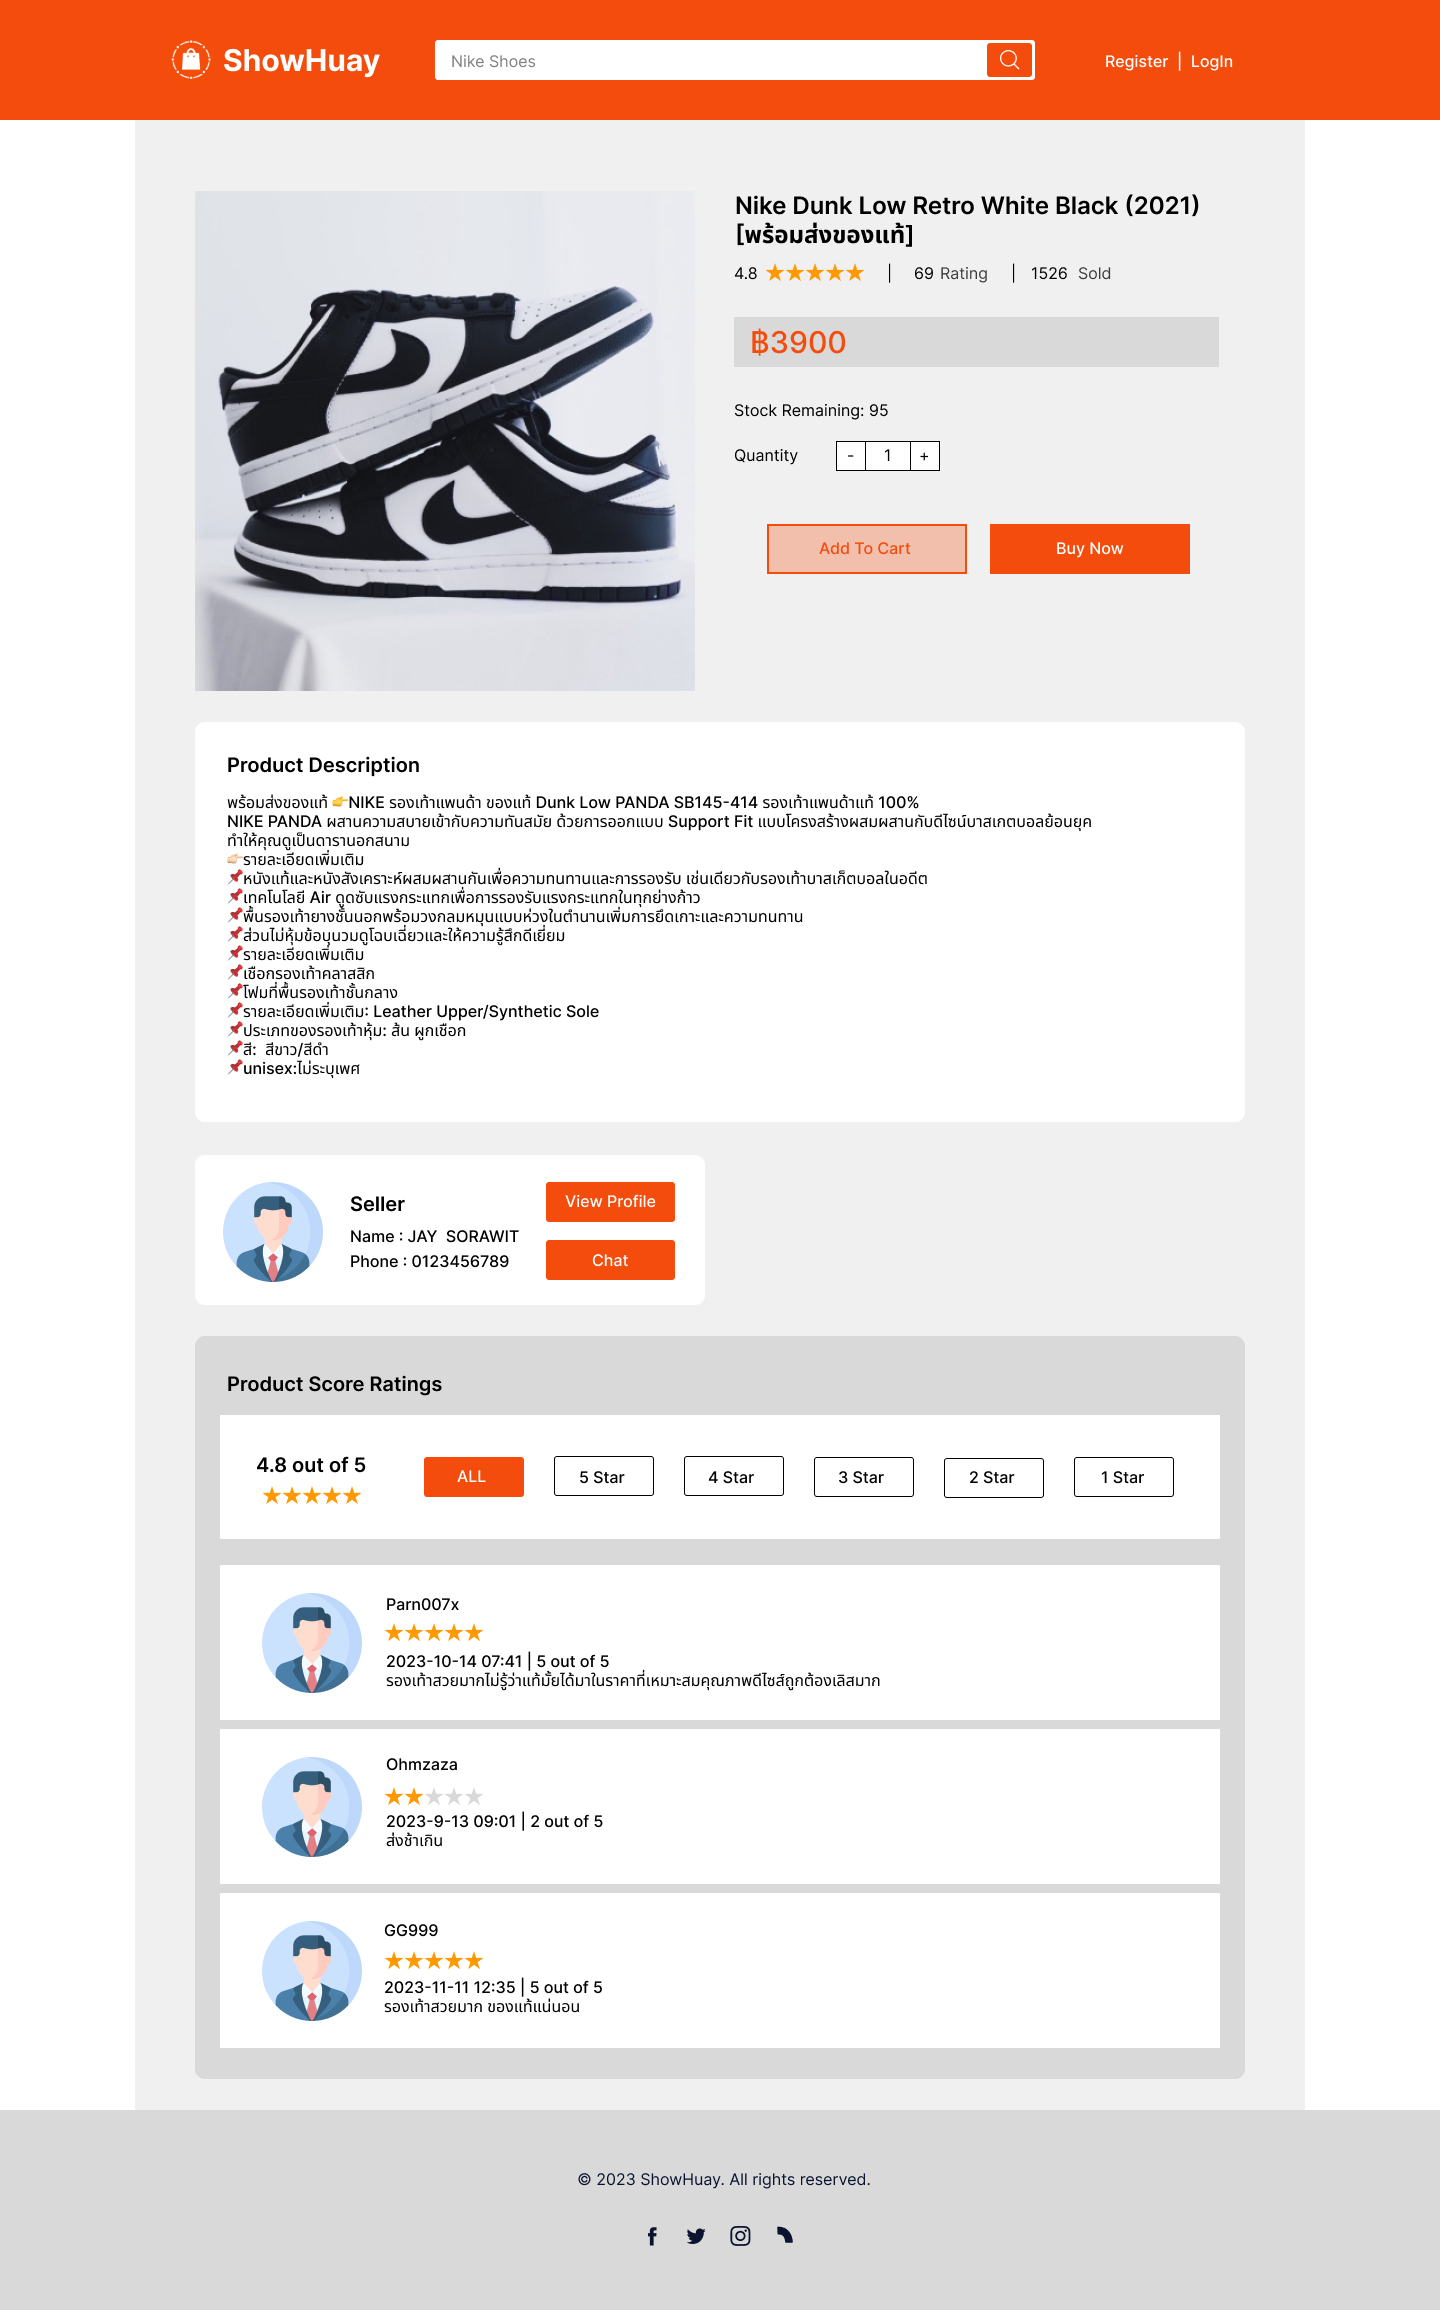 ShowHuay
Nike Shoes
Register | LogIn
Nike Dunk Low Retro White Black (2021)
[พร้อมส่งของแท้]
4.8 ★★★★★ | 69 Rating | 1526 Sold
฿3900
Stock Remaining: 95
Quantity - 1 +
Add To Cart
Buy Now
Product Description
พร้อมส่งของแท้ 👉NIKE รองเท้าแพนด้า ของแท้ Dunk Low PANDA SB145-414 รองเท้าแพนด้าแท้ 100%
NIKE PANDA ผสานความสบายเข้ากับความทันสมัย ด้วยการออกแบบ Support Fit แบบโครงสร้างผสมผสานกับดีไซน์บาสเกตบอลย้อนยุค
ทำให้คุณดูเป็นดารานอกสนาม
👉🏻รายละเอียดเพิ่มเติม
📌หนังแท้และหนังสังเคราะห์ผสมผสานกันเพื่อความทนทานและการรองรับ เช่นเดียวกับรองเท้าบาสเก็ตบอลในอดีต
📌เทคโนโลยี Air ดูดซับแรงกระแทกเพื่อการรองรับแรงกระแทกในทุกย่างก้าว
📌พื้นรองเท้ายางชั้นนอกพร้อมวงกลมหมุนแบบห่วงในตำนานเพิ่มการยึดเกาะและความทนทาน
📌ส่วนไม่หุ้มข้อบุนวมดูโฉบเฉี่ยวและให้ความรู้สึกดีเยี่ยม
📌รายละเอียดเพิ่มเติม
📌เชือกรองเท้าคลาสสิก
📌โฟมที่พื้นรองเท้าชั้นกลาง
📌รายละเอียดเพิ่มเติม: Leather Upper/Synthetic Sole
📌ประเภทของรองเท้าหุ้ม: ส้น ผูกเชือก
📌สี: สีขาว/สีดำ
📌unisex:ไม่ระบุเพศ
Seller
Name : JAY SORAWIT
Phone : 0123456789
View Profile
Chat
Product Score Ratings
4.8 out of 5
★★★★★
ALL
5 Star
4 Star
3 Star
2 Star
1 Star
Parn007x
★★★★★
2023-10-14 07:41 | 5 out of 5
รองเท้าสวยมากไม่รู้ว่าแท้มั้ยได้มาในราคาที่เหมาะสมคุณภาพดีไซส์ถูกต้องเลิสมาก
Ohmzaza
★★★★★
2023-9-13 09:01 | 2 out of 5
ส่งช้าเกิน
GG999
★★★★★
2023-11-11 12:35 | 5 out of 5
รองเท้าสวยมาก ของแท้แน่นอน
© 2023 ShowHuay. All rights reserved.